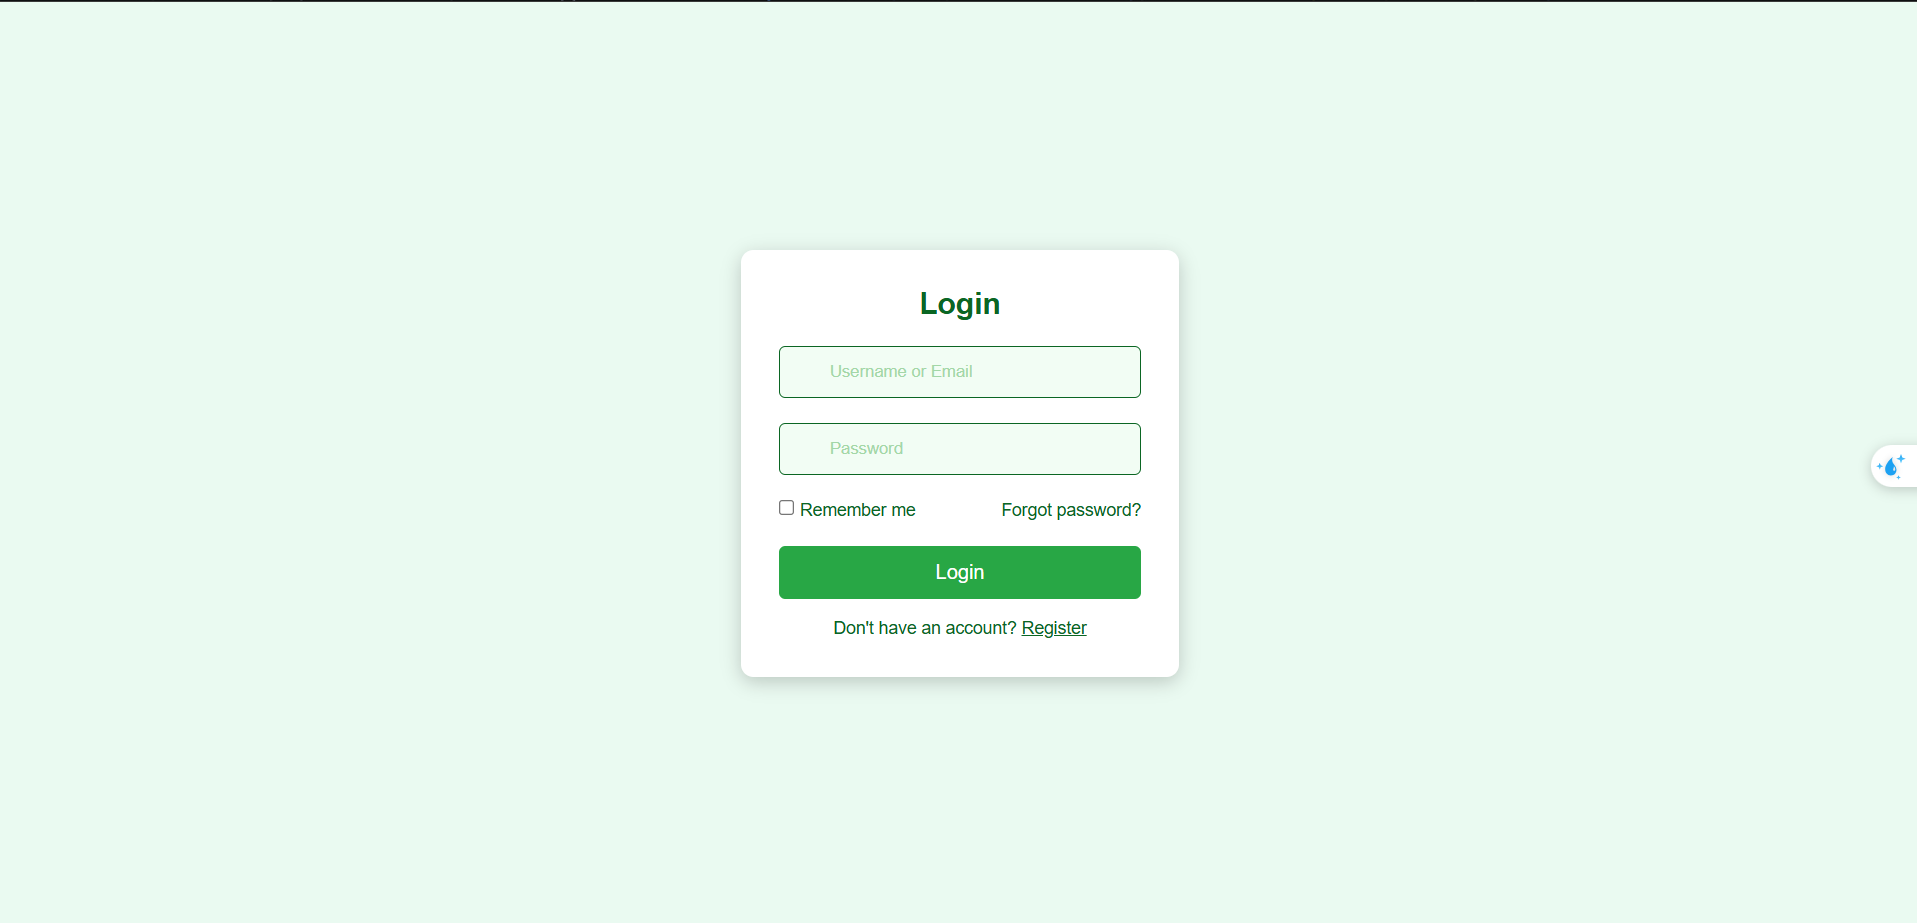 Login
Username or Email
Password
Remember me Forgot password?
Login
Don't have an account? Register